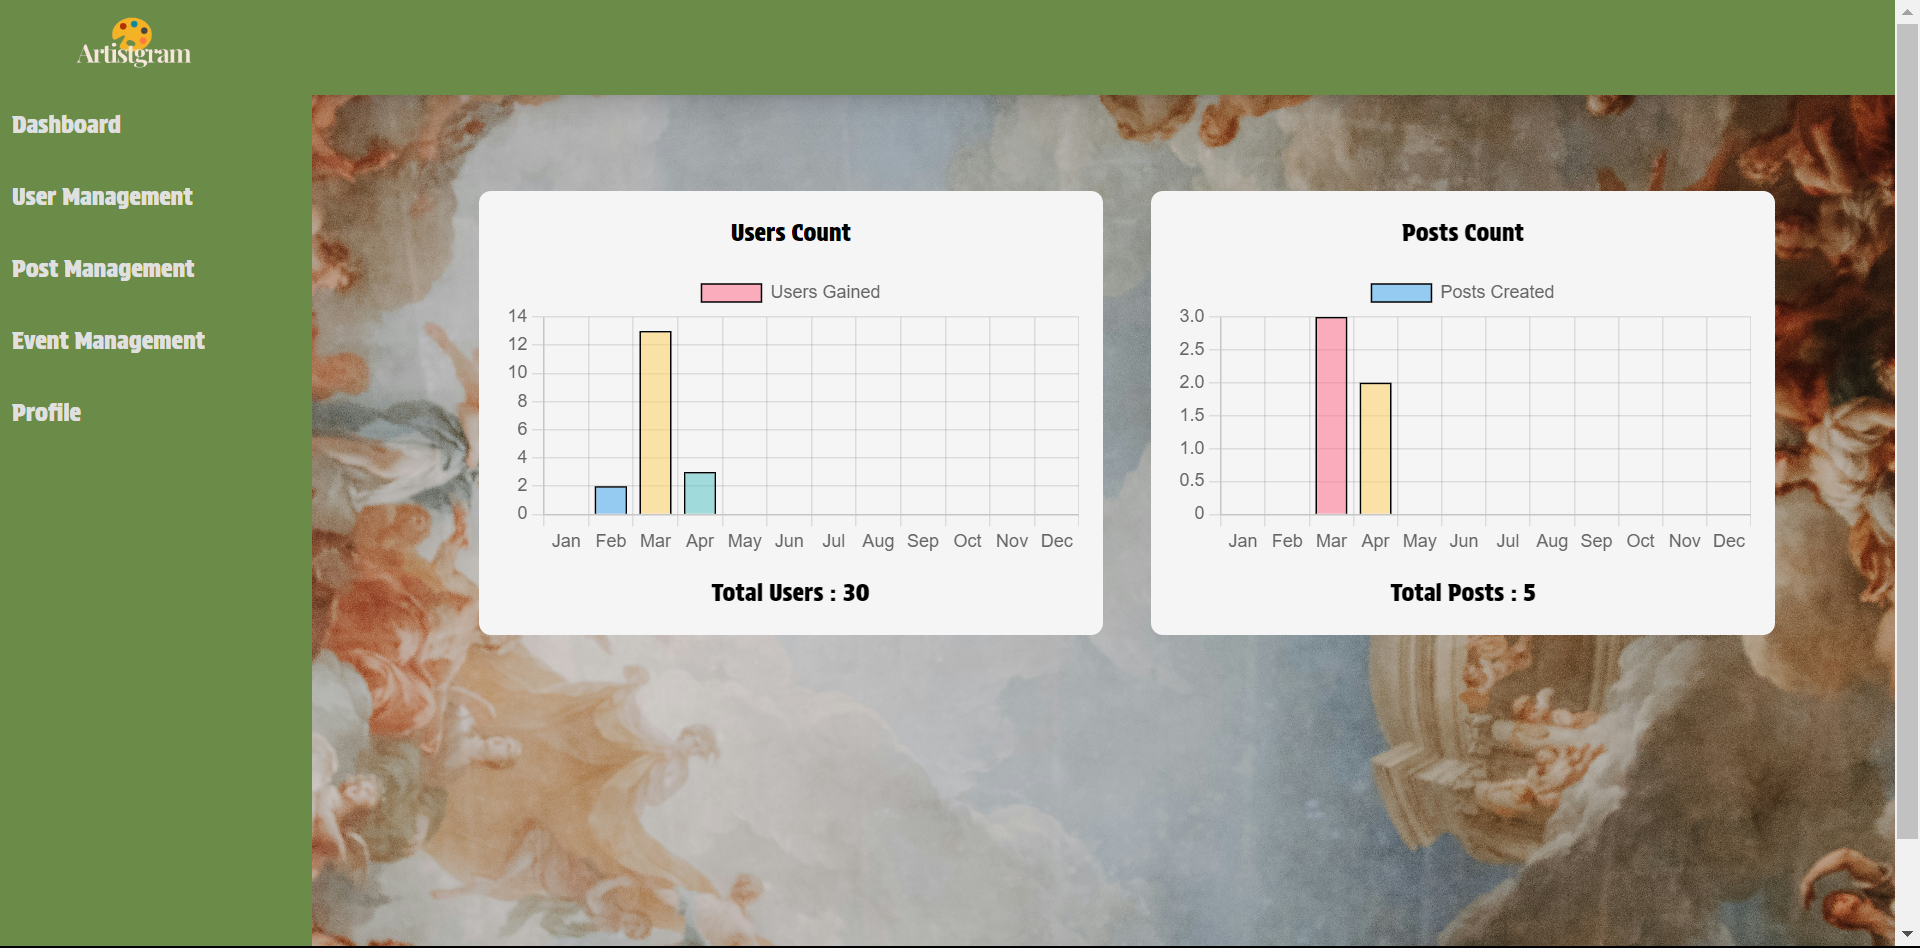 Artistgram
Dashboard
User Management
Post Management
Event Management
Profile
Users Count
Users Gained
14
12
10
8
6
4
2
0
Jan Feb Mar Apr May Jun Jul Aug Sep Oct Nov Dec
Total Users : 30
Posts Count
Posts Created
3.0
2.5
2.0
1.5
1.0
0.5
0
Jan Feb Mar Apr May Jun Jul Aug Sep Oct Nov Dec
Total Posts : 5